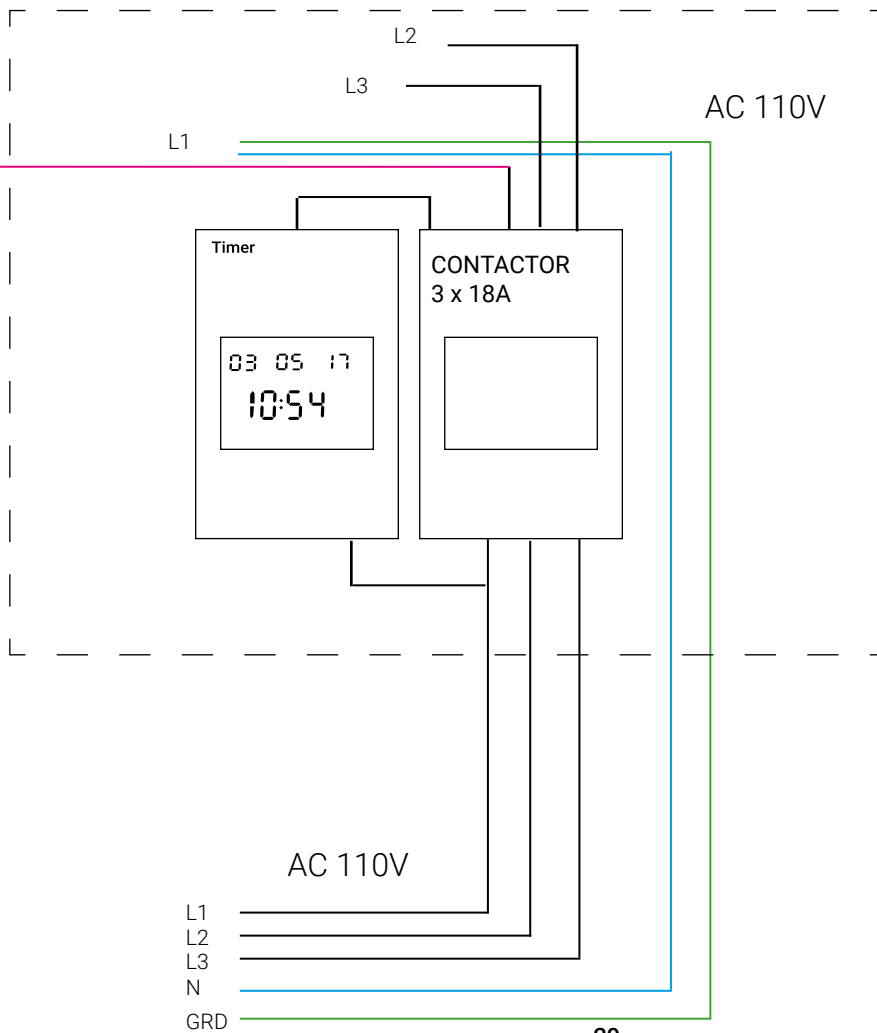 L2
L3
AC 110V
L1
Timer
CONTACTOR
3 x 18A
03 05 17
10:54
AC 110V
L1
L2
L3
N
GRD